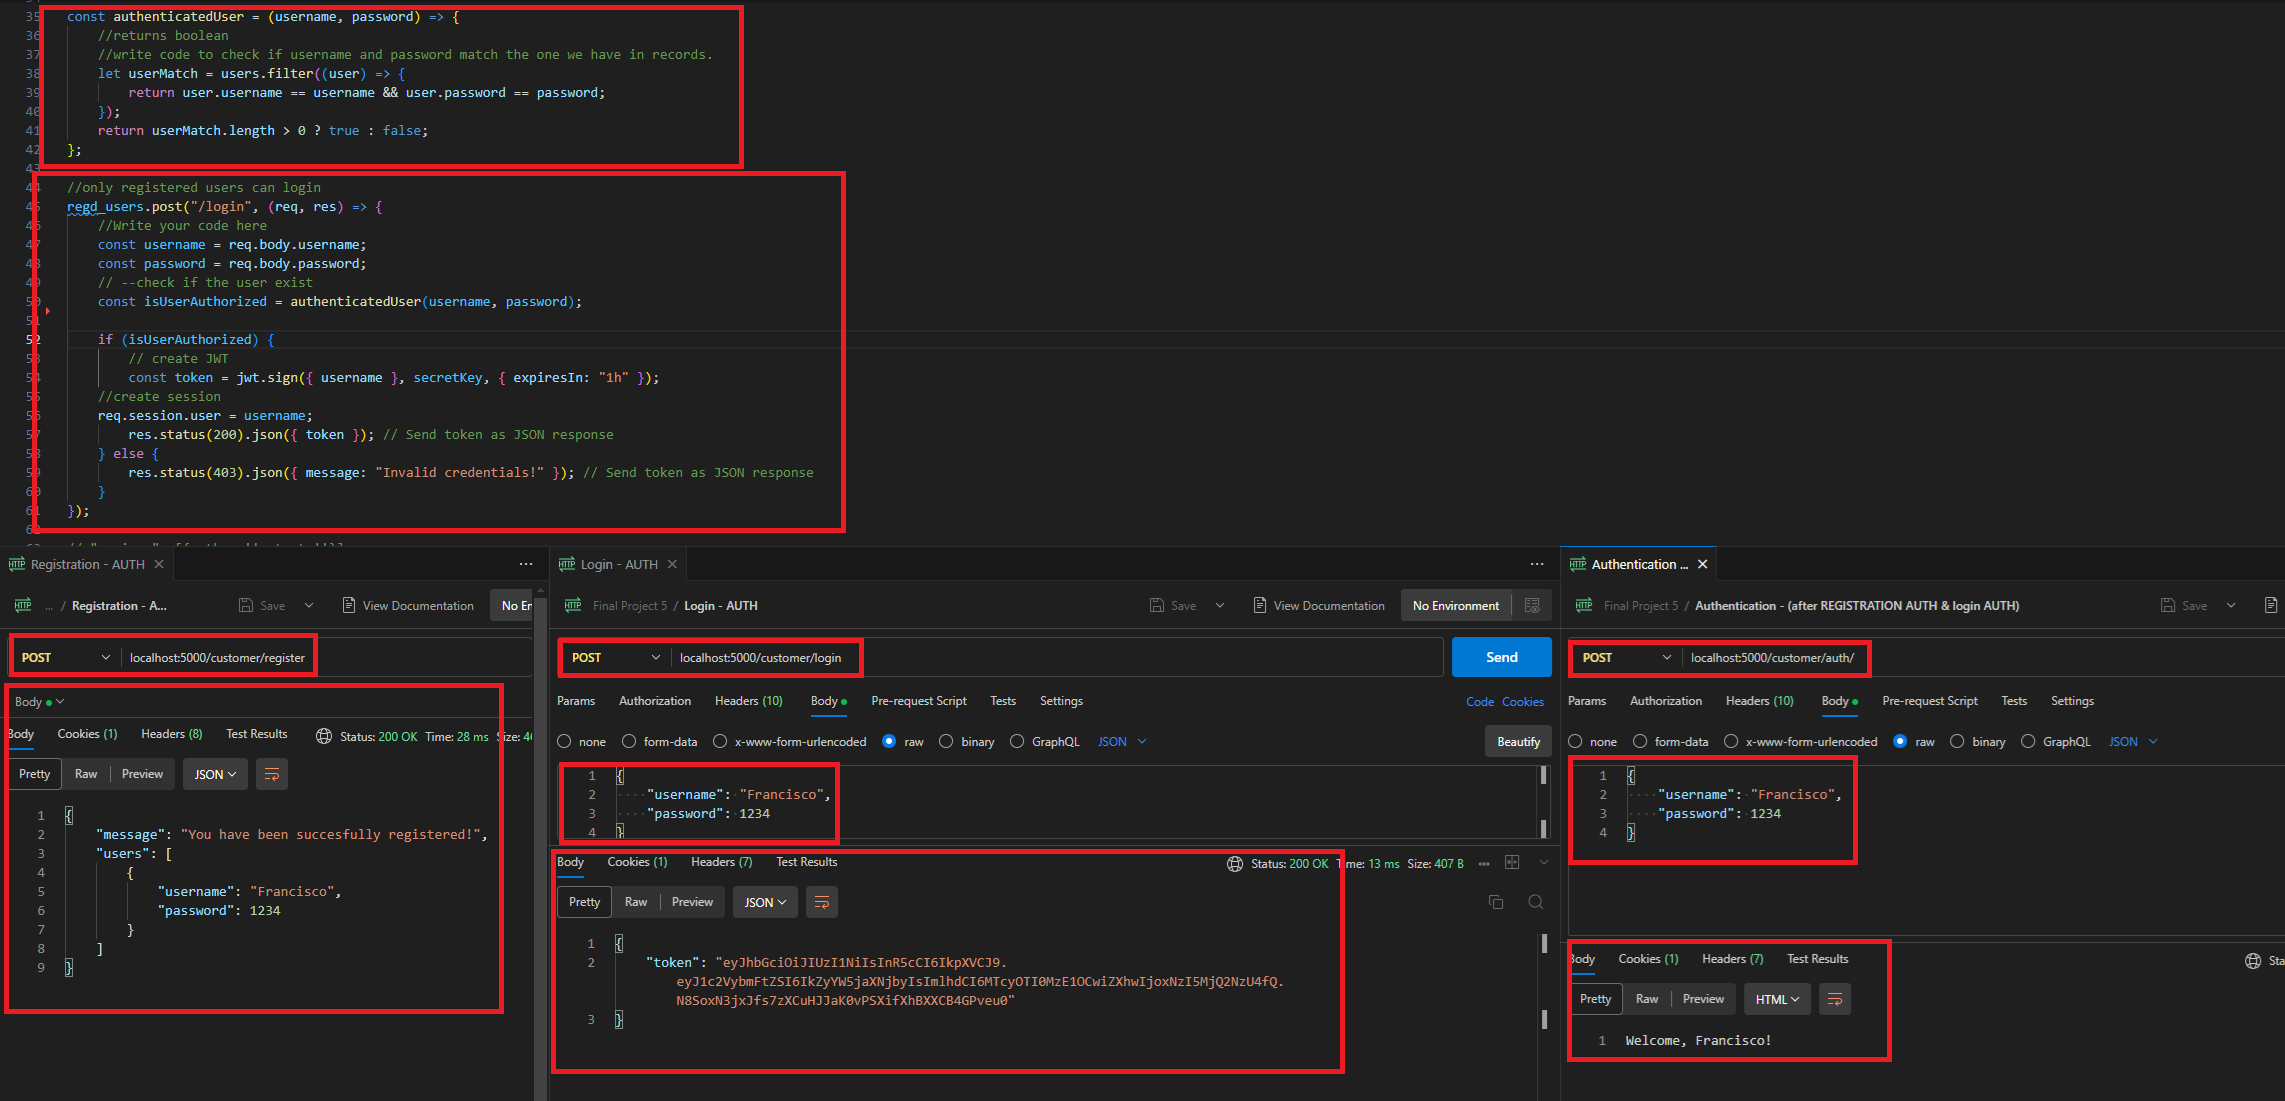 35 const authenticatedUser = (username, password) => {
36 //returns boolean
37 //write code to check if username and password match the one we have in records.
38 let userMatch = users.filter((user) => {
39 return user.username == username && user.password == password;
40 });
41 return userMatch.length > 0 ? true : false;
42 };
43
44 //only registered users can login
45 regd_users.post("/login", (req, res) => {
46 //Write your code here
47 const username = req.body.username;
48 const password = req.body.password;
49 // --check if the user exist
50 const isUserAuthorized = authenticatedUser(username, password);
51
52 if (isUserAuthorized) {
53 // create JWT
54 const token = jwt.sign({ username }, secretKey, { expiresIn: "1h" });
55 //create session
56 req.session.user = username;
57 res.status(200).json({ token }); // Send token as JSON response
58 } else {
59 res.status(403).json({ message: "Invalid credentials!" }); // Send token as JSON response
60 }
61 });
62
HTTP Registration - AUTH
HTTP ... / Registration - A...
Save View Documentation No En
POST localhost:5000/customer/register
Body
Body Cookies (1) Headers (8) Test Results Status: 200 OK Time: 28 ms Size: 4
Pretty Raw Preview JSON
1 {
2 "message": "You have been succesfully registered!",
3 "users": [
4 {
5 "username": "Francisco",
6 "password": 1234
7 }
8 ]
9 }
HTTP Login - AUTH
HTTP Final Project 5 / Login - AUTH
Save View Documentation No Environment
POST localhost:5000/customer/login Send
Params Authorization Headers (10) Body Pre-request Script Tests Settings Code Cookies
none form-data x-www-form-urlencoded raw binary GraphQL JSON Beautify
1 {
2 "username": "Francisco",
3 "password": 1234
4 }
Body Cookies (1) Headers (7) Test Results Status: 200 OK Time: 13 ms Size: 407 B
Pretty Raw Preview JSON
1 {
2 "token": "eyJhbGciOiJIUzI1NiIsInR5cCI6IkpXVCJ9.
eyJ1c2VybmFtZSI6IkZyYW5jaXNjbyIsImlhdCI6MTcyOTI0MzE1OCwiZXhwIjoxNzI5MjQ2NzU4fQ.
N8SoxN3jxJfs7zXCuHJJaK0vPSXifXhBXXCB4GPveu0"
3 }
HTTP Authentication ...
HTTP Final Project 5 / Authentication - (after REGISTRATION AUTH & login AUTH)
Save
POST localhost:5000/customer/auth/
Params Authorization Headers (10) Body Pre-request Script Tests Settings
none form-data x-www-form-urlencoded raw binary GraphQL JSON
1 {
2 "username": "Francisco",
3 "password": 1234
4 }
Body Cookies (1) Headers (7) Test Results Sta
Pretty Raw Preview HTML
1 Welcome, Francisco!